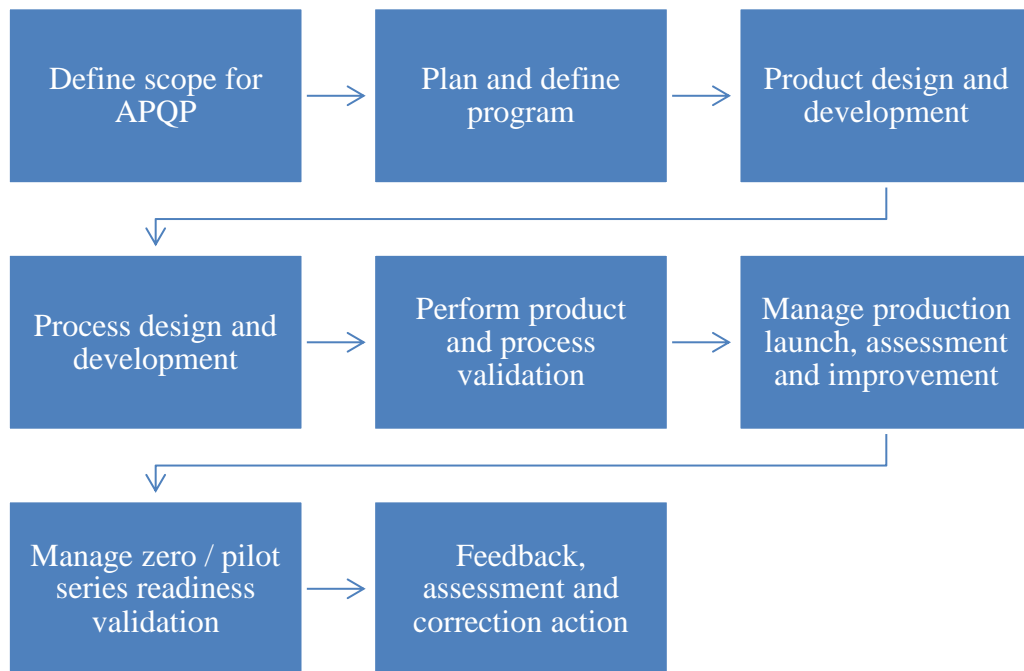 Define scope for
APQP
Plan and define
program
Product design and
development
Process design and
development
Perform product
and process
validation
Manage production
launch, assessment
and improvement
Manage zero / pilot
series readiness
validation
Feedback,
assessment and
correction action